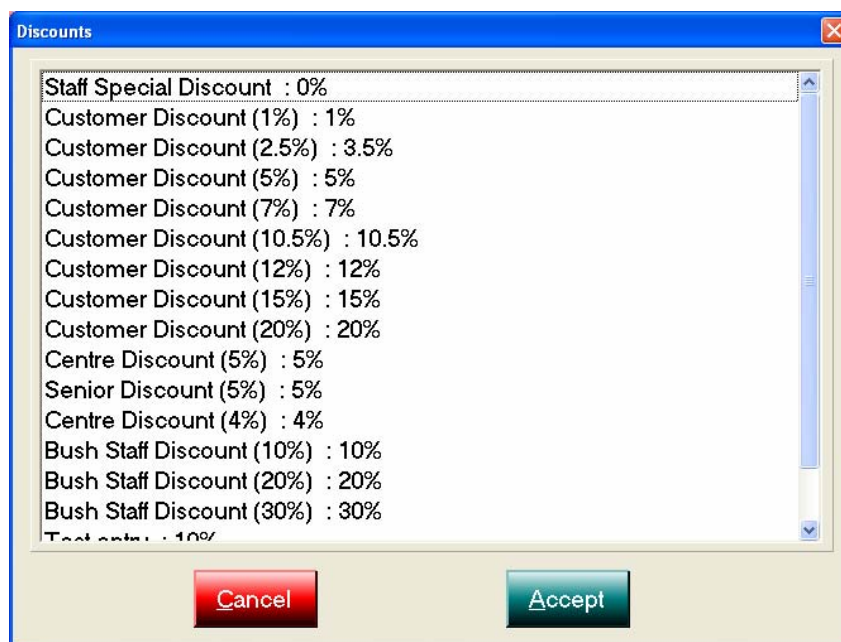 Discounts
Staff Special Discount : 0%
Customer Discount (1%) : 1%
Customer Discount (2.5%) : 3.5%
Customer Discount (5%) : 5%
Customer Discount (7%) : 7%
Customer Discount (10.5%) : 10.5%
Customer Discount (12%) : 12%
Customer Discount (15%) : 15%
Customer Discount (20%) : 20%
Centre Discount (5%) : 5%
Senior Discount (5%) : 5%
Centre Discount (4%) : 4%
Bush Staff Discount (10%) : 10%
Bush Staff Discount (20%) : 20%
Bush Staff Discount (30%) : 30%
Test entry : 10%
Cancel Accept